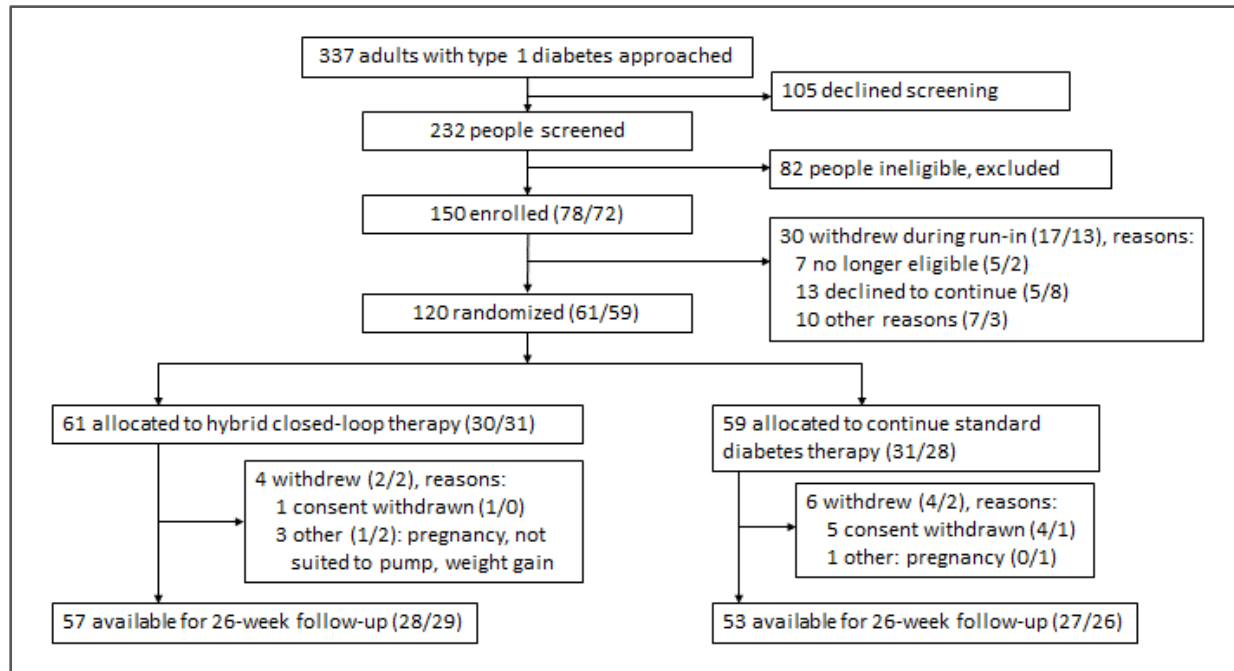 337 adults with type 1 diabetes approached
105 declined screening
232 people screened
82 people ineligible, excluded
150 enrolled (78/72)
30 withdrew during run-in (17/13), reasons:
7 no longer eligible (5/2)
13 declined to continue (5/8)
10 other reasons (7/3)
120 randomized (61/59)
61 allocated to hybrid closed-loop therapy (30/31)
59 allocated to continue standard
diabetes therapy (31/28)
4 withdrew (2/2), reasons:
1 consent withdrawn (1/0)
3 other (1/2): pregnancy, not
suited to pump, weight gain
6 withdrew (4/2), reasons:
5 consent withdrawn (4/1)
1 other: pregnancy (0/1)
57 available for 26-week follow-up (28/29)
53 available for 26-week follow-up (27/26)